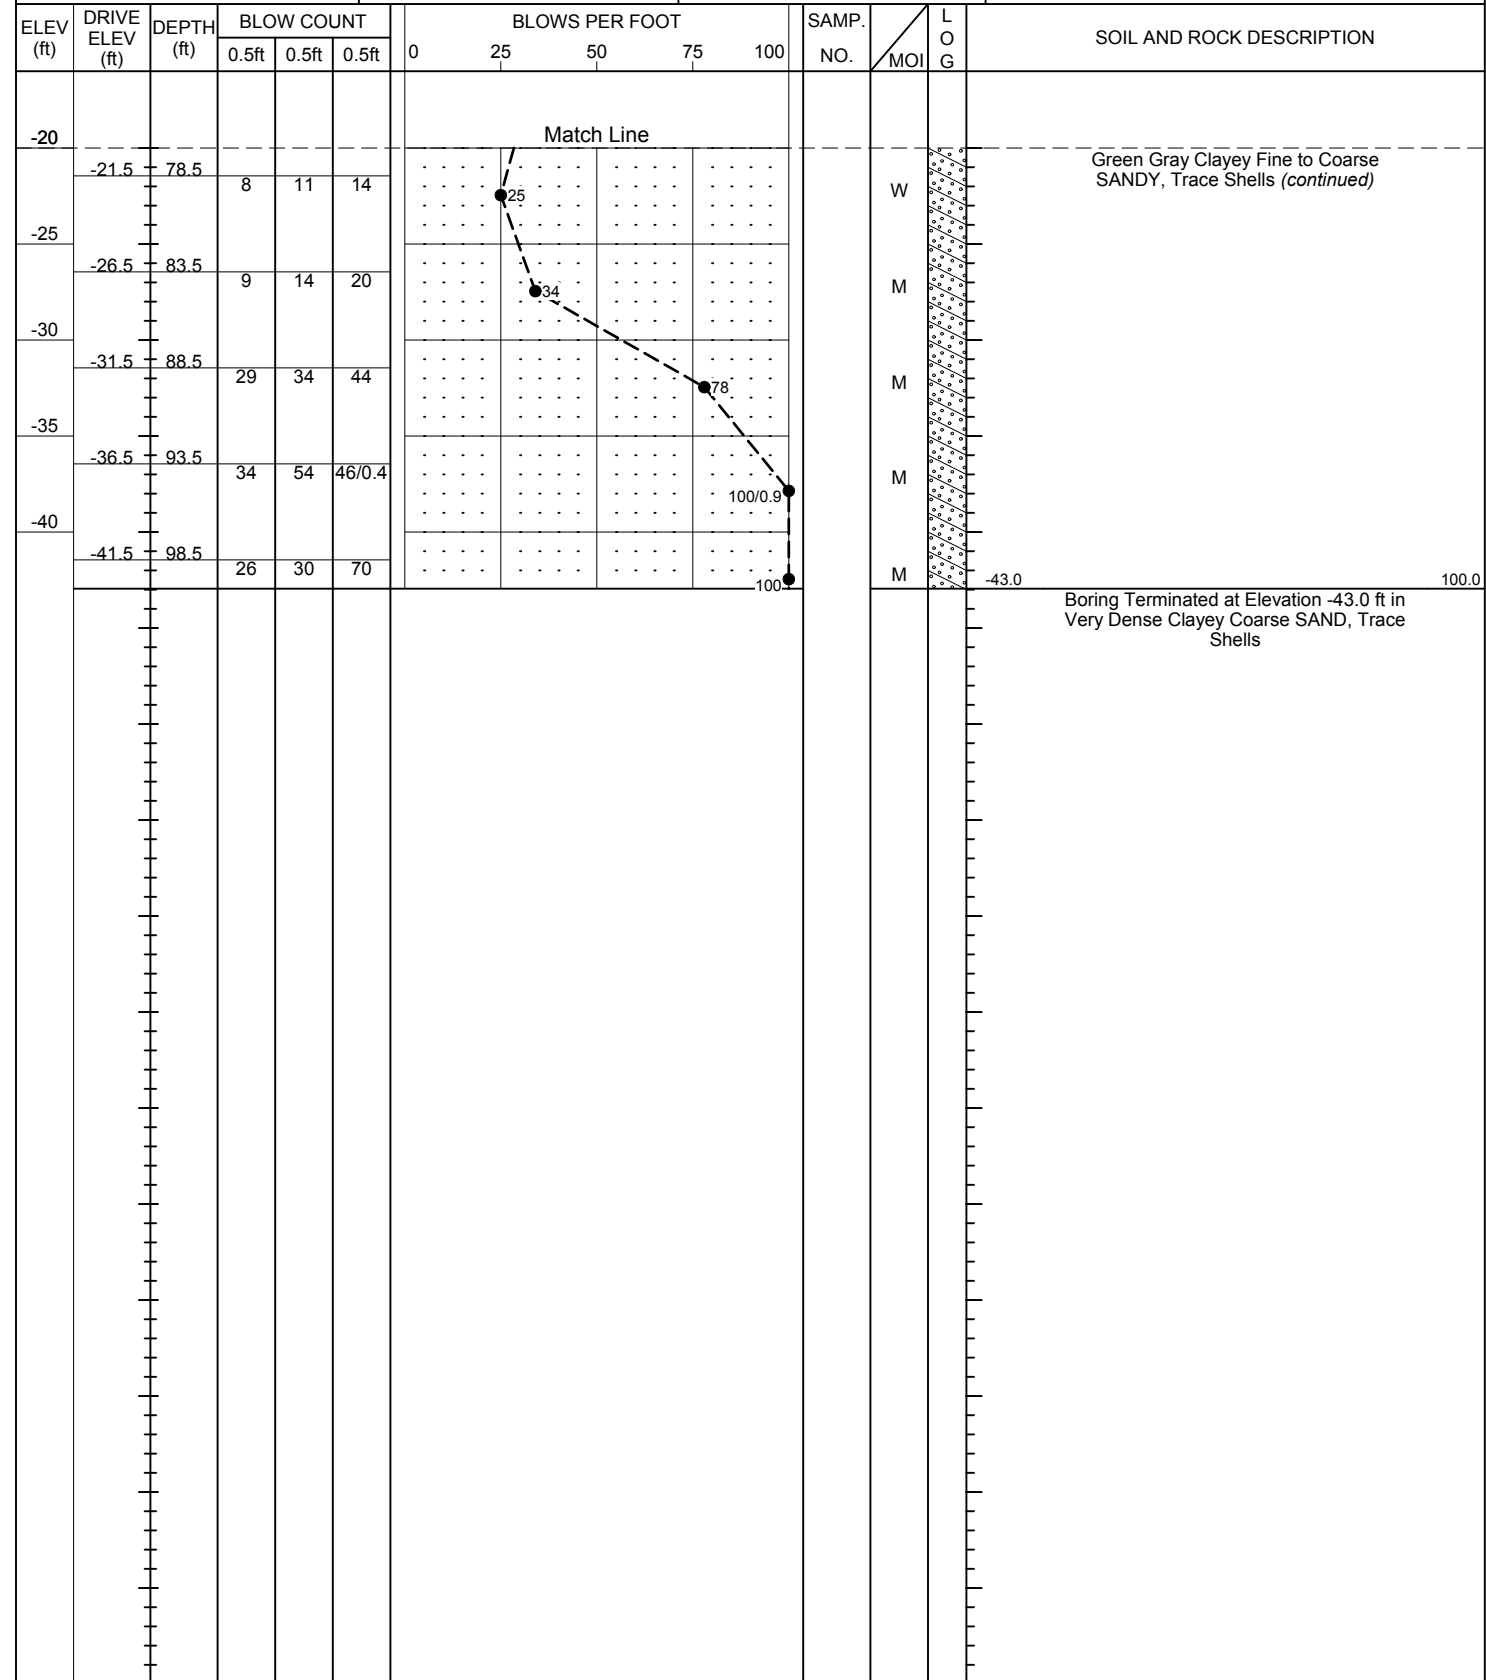 ELEV (ft) DRIVE ELEV (ft) DEPTH (ft) BLOW COUNT BLOWS PER FOOT SAMP. NO. MOI LOG SOIL AND ROCK DESCRIPTION
0.5ft 0.5ft 0.5ft 0 25 50 75 100
-20 Match Line
Green Gray Clayey Fine to Coarse
SANDY, Trace Shells (continued)
-21.5 78.5
8 11 14 25 W
-25
-26.5 83.5
9 14 20 34 M
-30
-31.5 88.5
29 34 44 78 M
-35
-36.5 93.5
34 54 46/0.4 100/0.9 M
-40
-41.5 98.5
26 30 70 100 M
-43.0 100.0
Boring Terminated at Elevation -43.0 ft in
Very Dense Clayey Coarse SAND, Trace
Shells